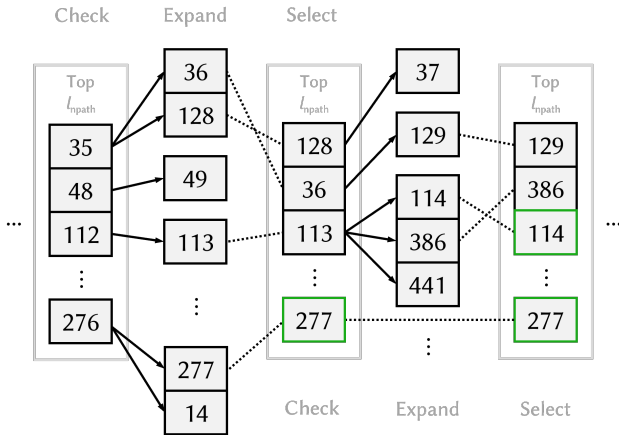 Check
Expand
Select
Top
l_npath
35
48
112
⋮
276
36
128
49
113
⋮
277
14
Top
l_npath
128
36
113
⋮
277
37
129
114
386
441
⋮
Top
l_npath
129
386
114
⋮
277
...
...
Check
Expand
Select